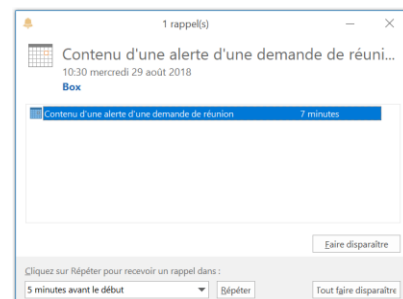 1 rappel(s)
Contenu d'une alerte d'une demande de réuni...
10:30 mercredi 29 août 2018
Box
Contenu d'une alerte d'une demande de réunion 7 minutes
Faire disparaître
Cliquez sur Répéter pour recevoir un rappel dans :
5 minutes avant le début Répéter Tout faire disparaître